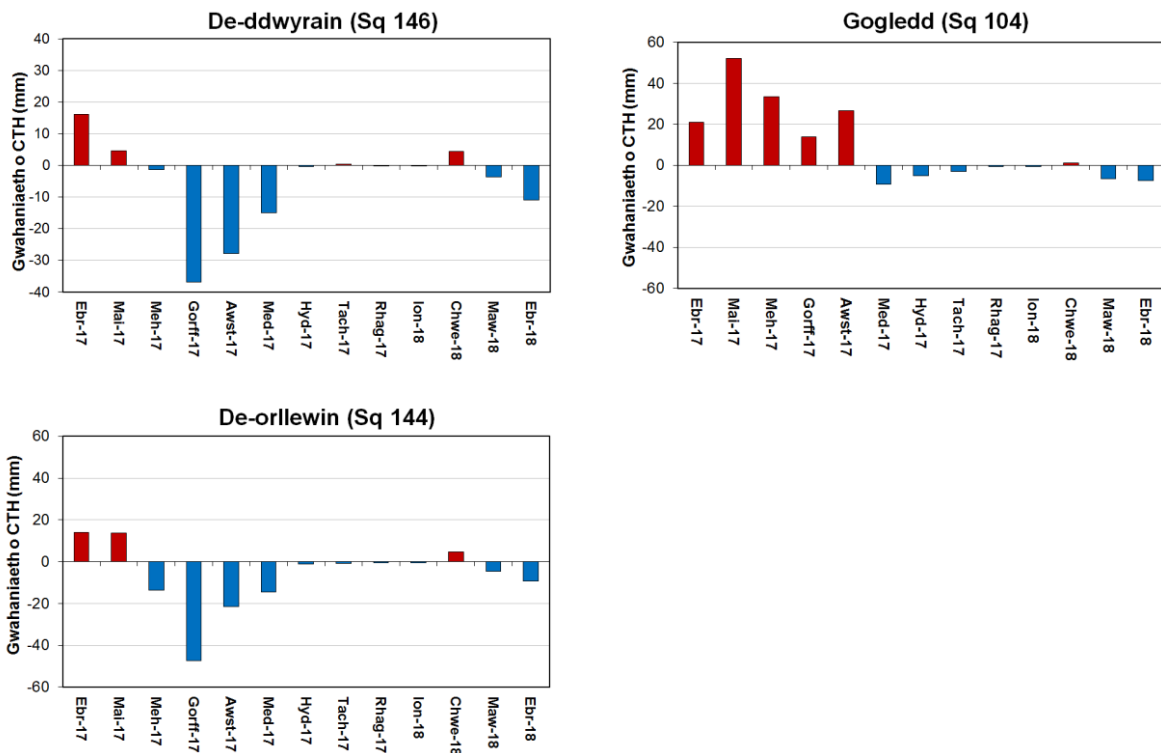 De-ddwyrain (Sq 146)
Gwahaniaeth o CTH (mm)
40
30
20
10
0
-10
-20
-30
-40
Ebr-17
Mai-17
Meh-17
Gorff-17
Awst-17
Med-17
Hyd-17
Tach-17
Rhag-17
Ion-18
Chwe-18
Maw-18
Ebr-18
Gogledd (Sq 104)
Gwahaniaeth o CTH (mm)
60
40
20
0
-20
-40
-60
Ebr-17
Mai-17
Meh-17
Gorff-17
Awst-17
Med-17
Hyd-17
Tach-17
Rhag-17
Ion-18
Chwe-18
Maw-18
Ebr-18
De-orllewin (Sq 144)
Gwahaniaeth o CTH (mm)
60
40
20
0
-20
-40
-60
Ebr-17
Mai-17
Meh-17
Gorff-17
Awst-17
Med-17
Hyd-17
Tach-17
Rhag-17
Ion-18
Chwe-18
Maw-18
Ebr-18